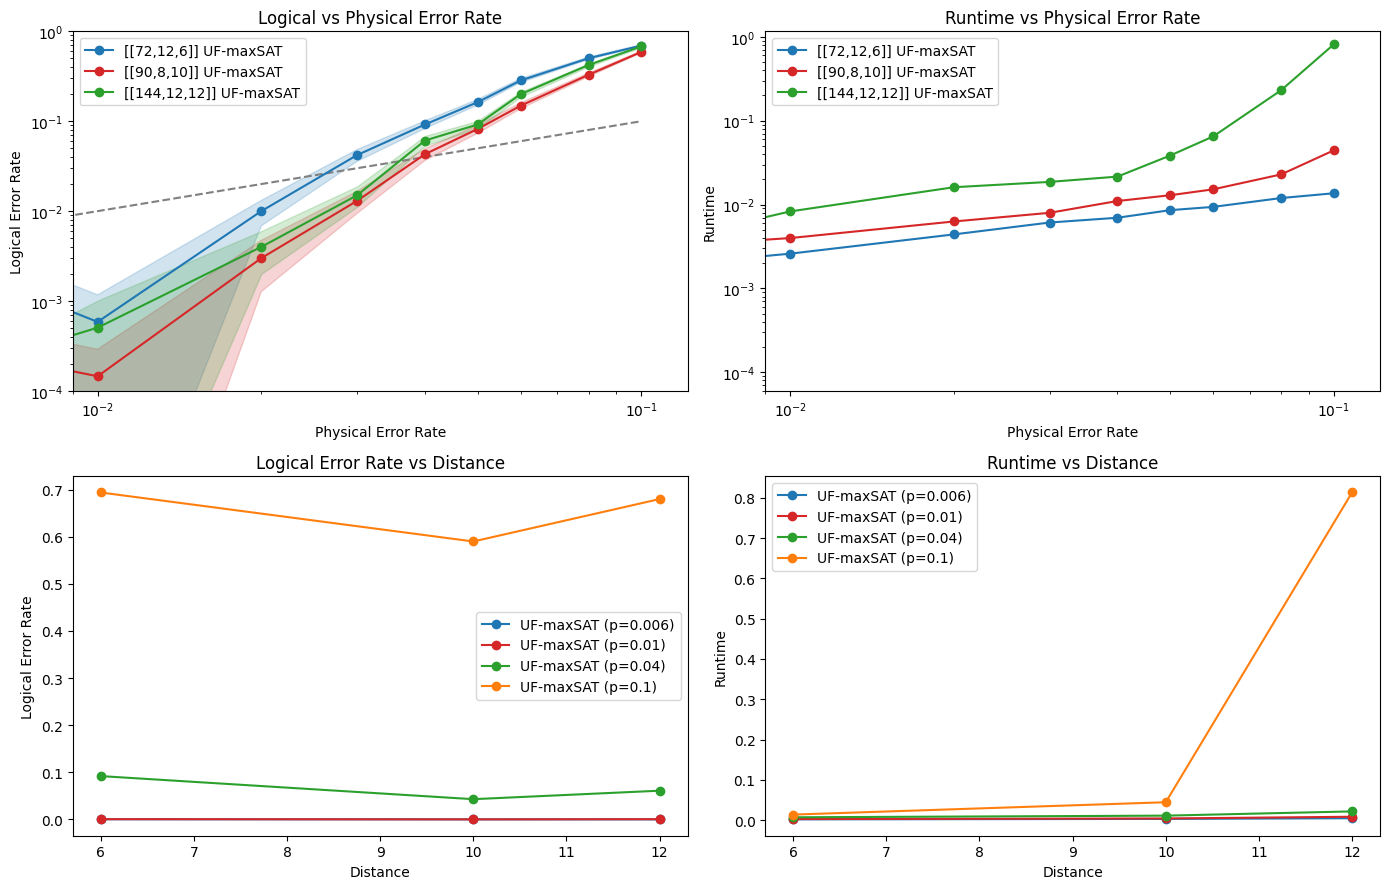 Logical vs Physical Error Rate
[[72,12,6]] UF-maxSAT
[[90,8,10]] UF-maxSAT
[[144,12,12]] UF-maxSAT
10⁰
10⁻¹
10⁻²
10⁻³
10⁻⁴
Logical Error Rate
10⁻²
10⁻¹
Physical Error Rate
Runtime vs Physical Error Rate
[[72,12,6]] UF-maxSAT
[[90,8,10]] UF-maxSAT
[[144,12,12]] UF-maxSAT
10⁰
10⁻¹
10⁻²
10⁻³
10⁻⁴
Runtime
10⁻²
10⁻¹
Physical Error Rate
Logical Error Rate vs Distance
0.7
0.6
0.5
0.4
0.3
0.2
0.1
0.0
Logical Error Rate
UF-maxSAT (p=0.006)
UF-maxSAT (p=0.01)
UF-maxSAT (p=0.04)
UF-maxSAT (p=0.1)
6
7
8
9
10
11
12
Distance
Runtime vs Distance
UF-maxSAT (p=0.006)
UF-maxSAT (p=0.01)
UF-maxSAT (p=0.04)
UF-maxSAT (p=0.1)
0.8
0.7
0.6
0.5
0.4
0.3
0.2
0.1
0.0
Runtime
6
7
8
9
10
11
12
Distance